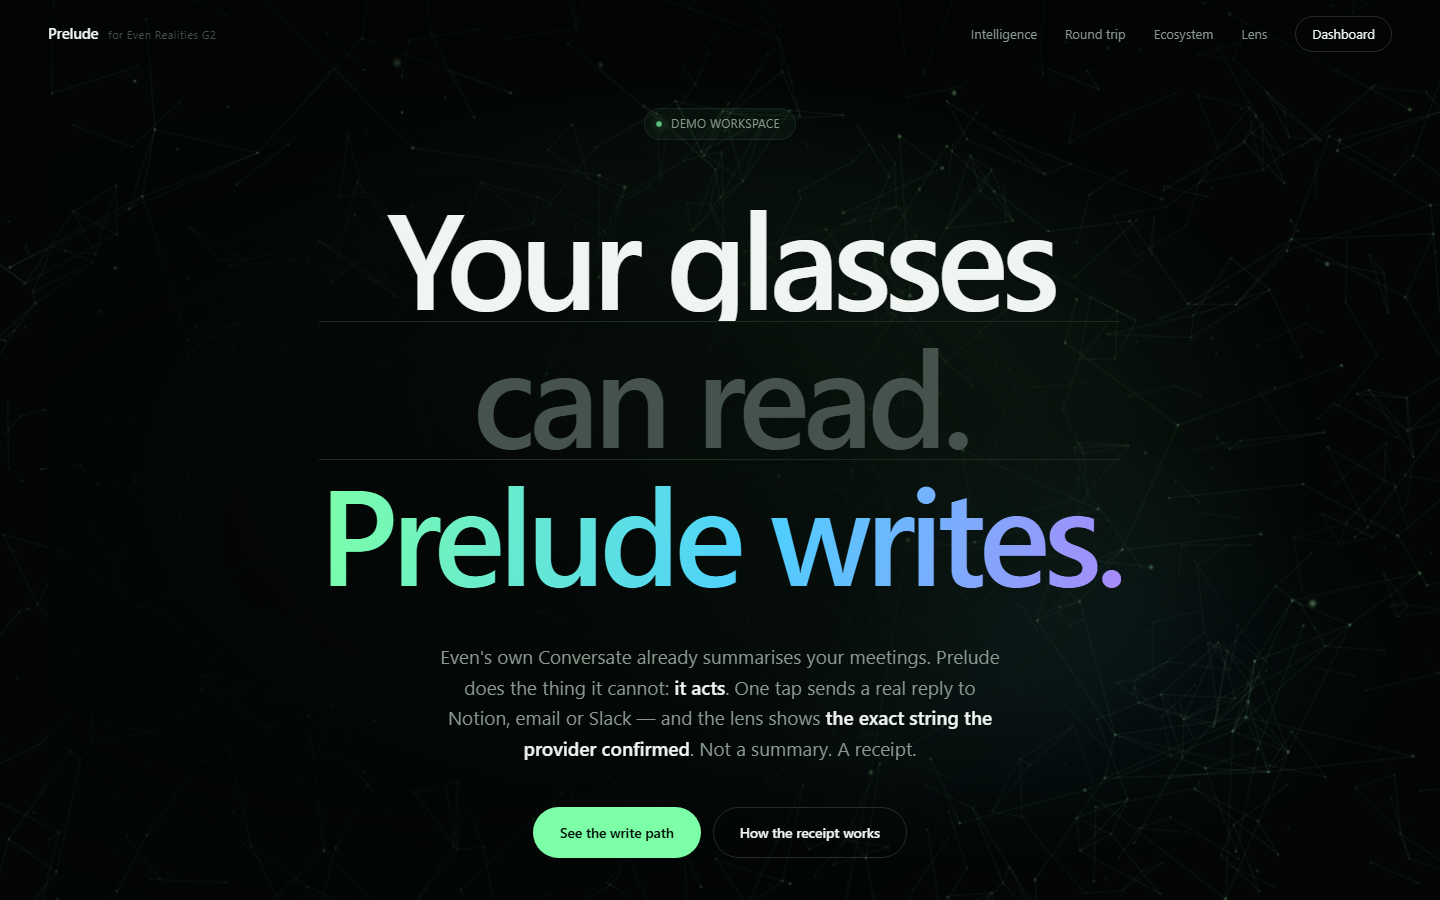 Prelude for Even Realities G2
Intelligence Round trip Ecosystem Lens Dashboard
DEMO WORKSPACE
Your glasses
can read.
Prelude writes.
Even's own Conversate already summarises your meetings. Prelude
does the thing it cannot: it acts. One tap sends a real reply to
Notion, email or Slack — and the lens shows the exact string the
provider confirmed. Not a summary. A receipt.
See the write path How the receipt works